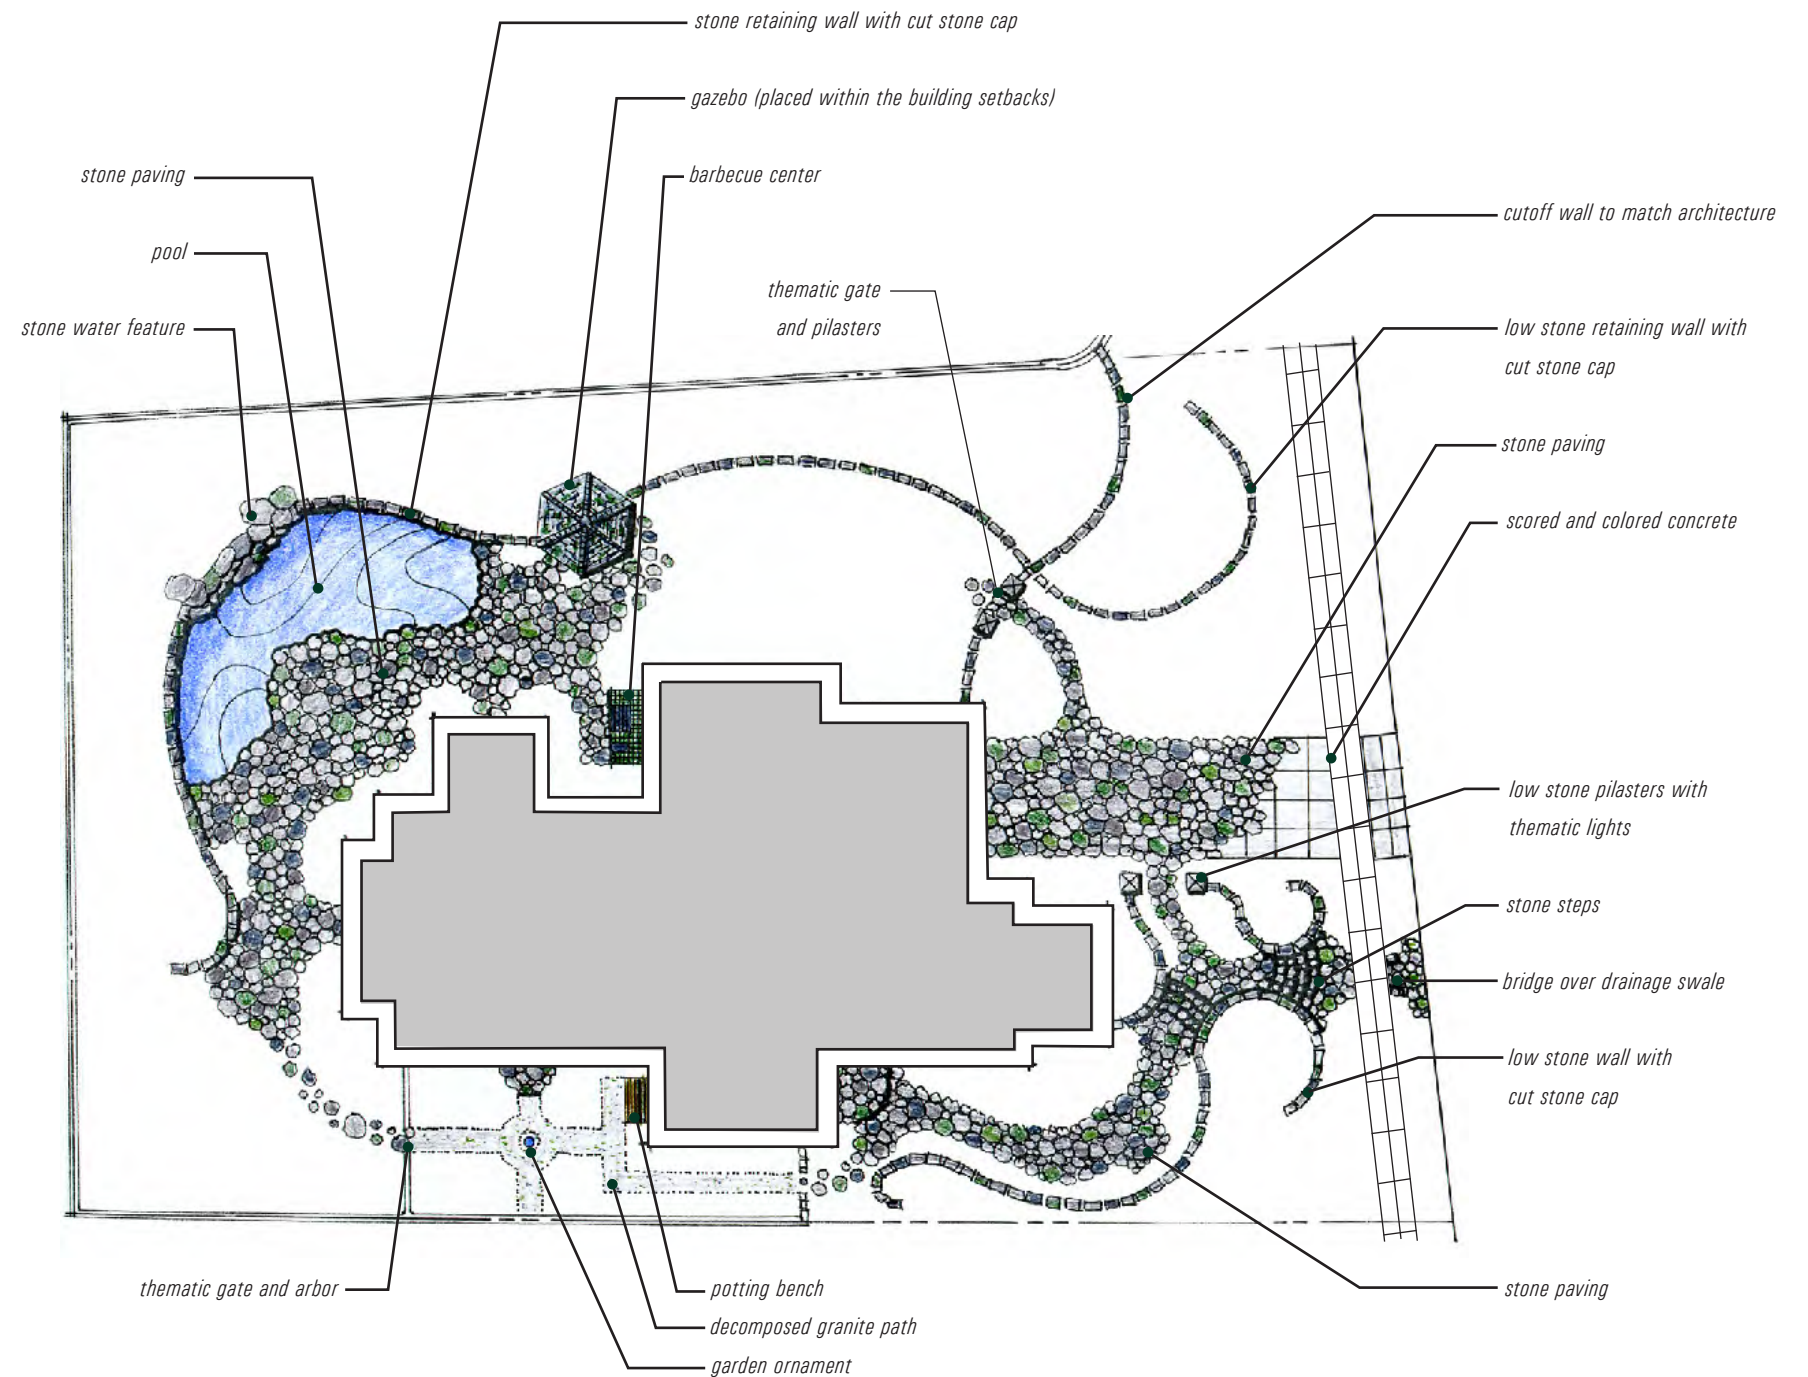 stone retaining wall with cut stone cap
gazebo (placed within the building setbacks)
stone paving
barbecue center
cutoff wall to match architecture
pool
thematic gate
and pilasters
stone water feature
low stone retaining wall with
cut stone cap
stone paving
scored and colored concrete
low stone pilasters with
thematic lights
stone steps
bridge over drainage swale
low stone wall with
cut stone cap
thematic gate and arbor
potting bench
stone paving
decomposed granite path
garden ornament